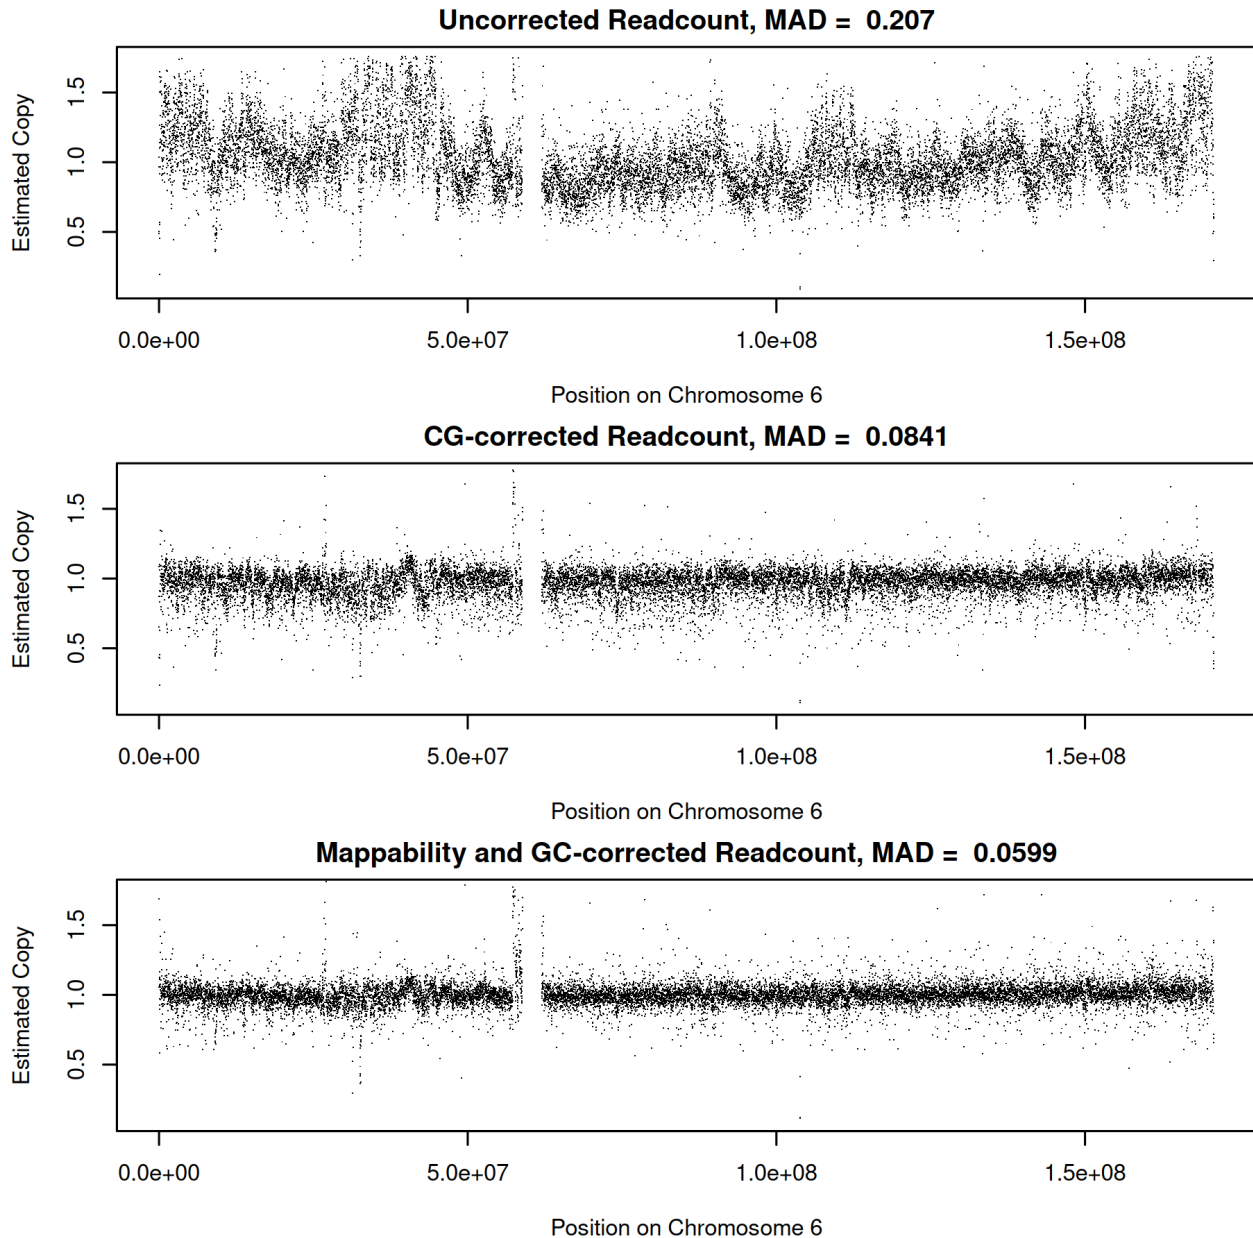 Uncorrected Readcount, MAD =  0.207
Estimated Copy
1.5
1.0
0.5
0.0e+00 5.0e+07 1.0e+08 1.5e+08
Position on Chromosome 6
CG-corrected Readcount, MAD =  0.0841
Estimated Copy
1.5
1.0
0.5
0.0e+00 5.0e+07 1.0e+08 1.5e+08
Position on Chromosome 6
Mappability and GC-corrected Readcount, MAD =  0.0599
Estimated Copy
1.5
1.0
0.5
0.0e+00 5.0e+07 1.0e+08 1.5e+08
Position on Chromosome 6